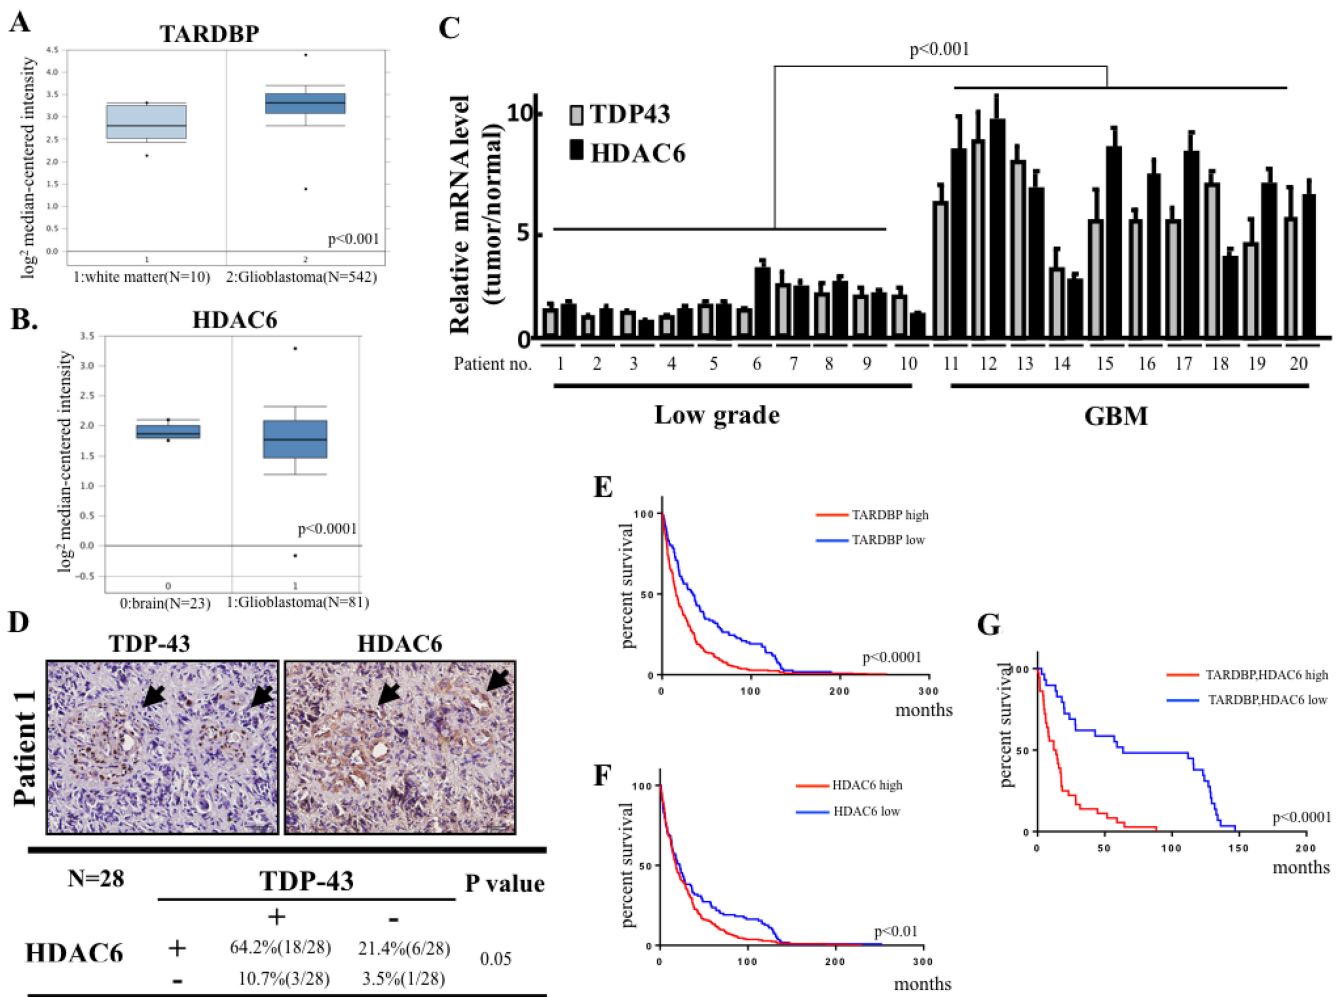 A
TARDBP
log² median-centered intensity
4.5
4.0
3.5
3.0
2.5
2.0
1.5
1.0
0.5
0.0
p<0.001
1
2
1:white matter(N=10)
2:Glioblastoma(N=542)
B.
HDAC6
log² median-centered intensity
3.5
3.0
2.5
2.0
1.5
1.0
0.5
0.0
-0.5
p<0.0001
0
1
0:brain(N=23)
1:Glioblastoma(N=81)
C
p<0.001
Relative mRNA level
(tumor/normal)
10
5
0
TDP43
HDAC6
Patient no.
1 2 3 4 5 6 7 8 9 10 11 12 13 14 15 16 17 18 19 20
Low grade
GBM
D
TDP-43
HDAC6
Patient 1
N=28
TDP-43
P value
+ -
HDAC6
+ 64.2%(18/28) 21.4%(6/28)
0.05
- 10.7%(3/28) 3.5%(1/28)
E
percent survival
100
50
0
TARDBP high
TARDBP low
p<0.0001
0 100 200 300
months
F
percent survival
100
50
0
HDAC6 high
HDAC6 low
p<0.01
0 100 200 300
months
G
percent survival
100
50
0
TARDBP,HDAC6 high
TARDBP,HDAC6 low
p<0.0001
0 50 100 150 200
months